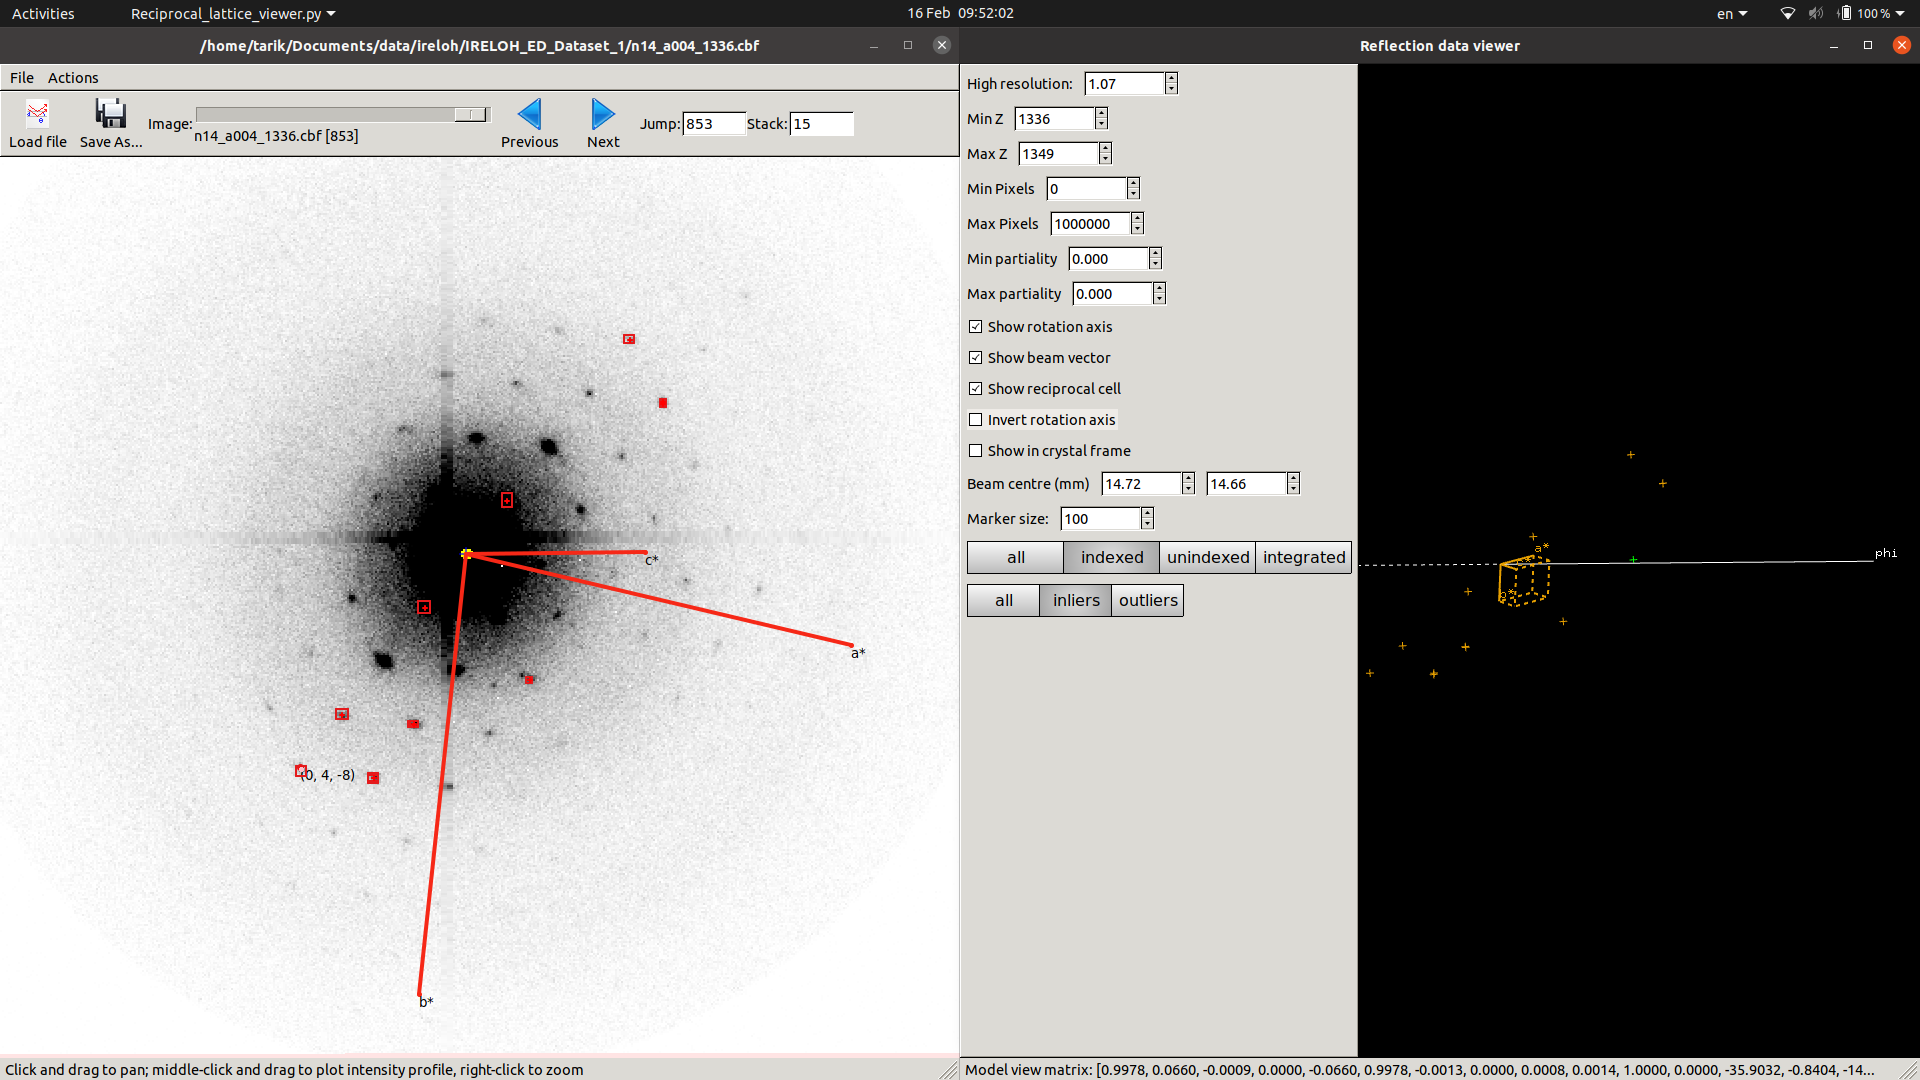 Activities
Reciprocal_lattice_viewer.py
16 Feb 09:52:02
en
100 %
/home/tarik/Documents/data/ireloh/IRELOH_ED_Dataset_1/n14_a004_1336.cbf
File Actions
Load file
Save As...
Image:
n14_a004_1336.cbf [853]
Previous
Next
Jump: 853
Stack: 15
c*
a*
(0, 4, -8)
b*
Click and drag to pan; middle-click and drag to plot intensity profile, right-click to zoom
Reflection data viewer
High resolution: 1.07
Min Z 1336
Max Z 1349
Min Pixels 0
Max Pixels 1000000
Min partiality 0.000
Max partiality 0.000
Show rotation axis
Show beam vector
Show reciprocal cell
Invert rotation axis
Show in crystal frame
Beam centre (mm) 14.72 14.66
Marker size: 100
all indexed unindexed integrated
all inliers outliers
a*
phi
Model view matrix: [0.9978, 0.0660, -0.0009, 0.0000, -0.0660, 0.9978, -0.0013, 0.0000, 0.0008, 0.0014, 1.0000, 0.0000, -35.9032, -0.8404, -14...